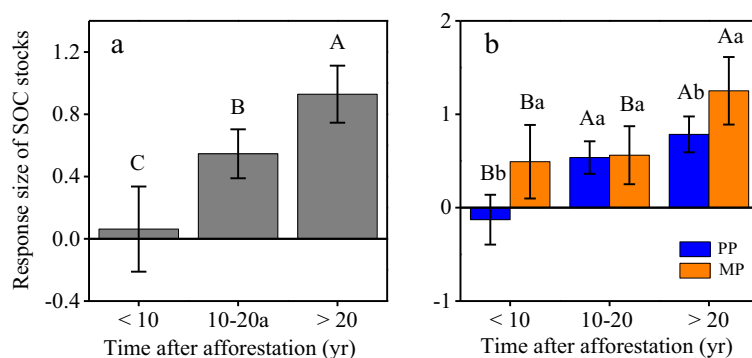 a
Response size of SOC stocks
1.2
0.8
0.4
0.0
-0.4
C
B
A
< 10
10-20a
> 20
Time after afforestation (yr)
b
2
1
0
-1
Bb
Ba
Aa
Ba
Ab
Aa
PP
MP
< 10
10-20
> 20
Time after afforestation (yr)